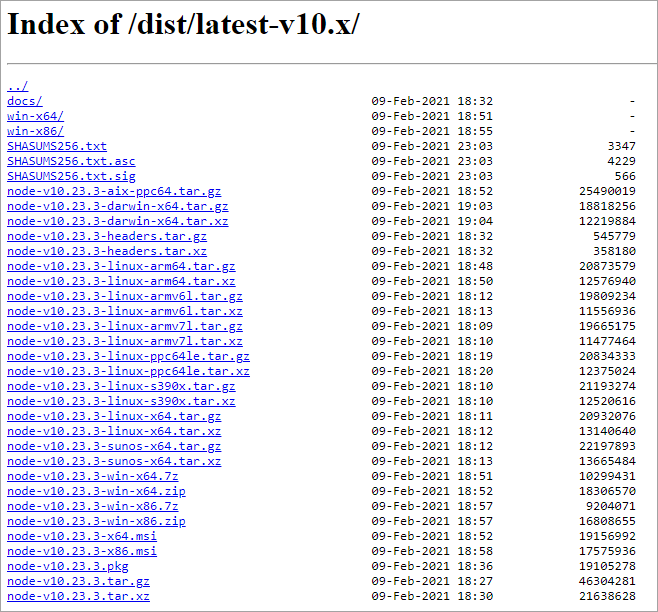 Index of /dist/latest-v10.x/
../
docs/ 09-Feb-2021 18:32 -
win-x64/ 09-Feb-2021 18:51 -
win-x86/ 09-Feb-2021 18:55 -
SHASUMS256.txt 09-Feb-2021 23:03 3347
SHASUMS256.txt.asc 09-Feb-2021 23:03 4229
SHASUMS256.txt.sig 09-Feb-2021 23:03 566
node-v10.23.3-aix-ppc64.tar.gz 09-Feb-2021 18:52 25490019
node-v10.23.3-darwin-x64.tar.gz 09-Feb-2021 19:03 18818256
node-v10.23.3-darwin-x64.tar.xz 09-Feb-2021 19:04 12219884
node-v10.23.3-headers.tar.gz 09-Feb-2021 18:32 545779
node-v10.23.3-headers.tar.xz 09-Feb-2021 18:32 358180
node-v10.23.3-linux-arm64.tar.gz 09-Feb-2021 18:48 20873579
node-v10.23.3-linux-arm64.tar.xz 09-Feb-2021 18:50 12576940
node-v10.23.3-linux-armv6l.tar.gz 09-Feb-2021 18:12 19809234
node-v10.23.3-linux-armv6l.tar.xz 09-Feb-2021 18:13 11556936
node-v10.23.3-linux-armv7l.tar.gz 09-Feb-2021 18:09 19665175
node-v10.23.3-linux-armv7l.tar.xz 09-Feb-2021 18:10 11477464
node-v10.23.3-linux-ppc64le.tar.gz 09-Feb-2021 18:19 20834333
node-v10.23.3-linux-ppc64le.tar.xz 09-Feb-2021 18:20 12375024
node-v10.23.3-linux-s390x.tar.gz 09-Feb-2021 18:10 21193274
node-v10.23.3-linux-s390x.tar.xz 09-Feb-2021 18:10 12520616
node-v10.23.3-linux-x64.tar.gz 09-Feb-2021 18:11 20932076
node-v10.23.3-linux-x64.tar.xz 09-Feb-2021 18:12 13140640
node-v10.23.3-sunos-x64.tar.gz 09-Feb-2021 18:12 22197893
node-v10.23.3-sunos-x64.tar.xz 09-Feb-2021 18:13 13665484
node-v10.23.3-win-x64.7z 09-Feb-2021 18:51 10299431
node-v10.23.3-win-x64.zip 09-Feb-2021 18:52 18306570
node-v10.23.3-win-x86.7z 09-Feb-2021 18:57 9204071
node-v10.23.3-win-x86.zip 09-Feb-2021 18:57 16808655
node-v10.23.3-x64.msi 09-Feb-2021 18:52 19156992
node-v10.23.3-x86.msi 09-Feb-2021 18:58 17575936
node-v10.23.3.pkg 09-Feb-2021 18:36 19105278
node-v10.23.3.tar.gz 09-Feb-2021 18:27 46304281
node-v10.23.3.tar.xz 09-Feb-2021 18:30 21638628